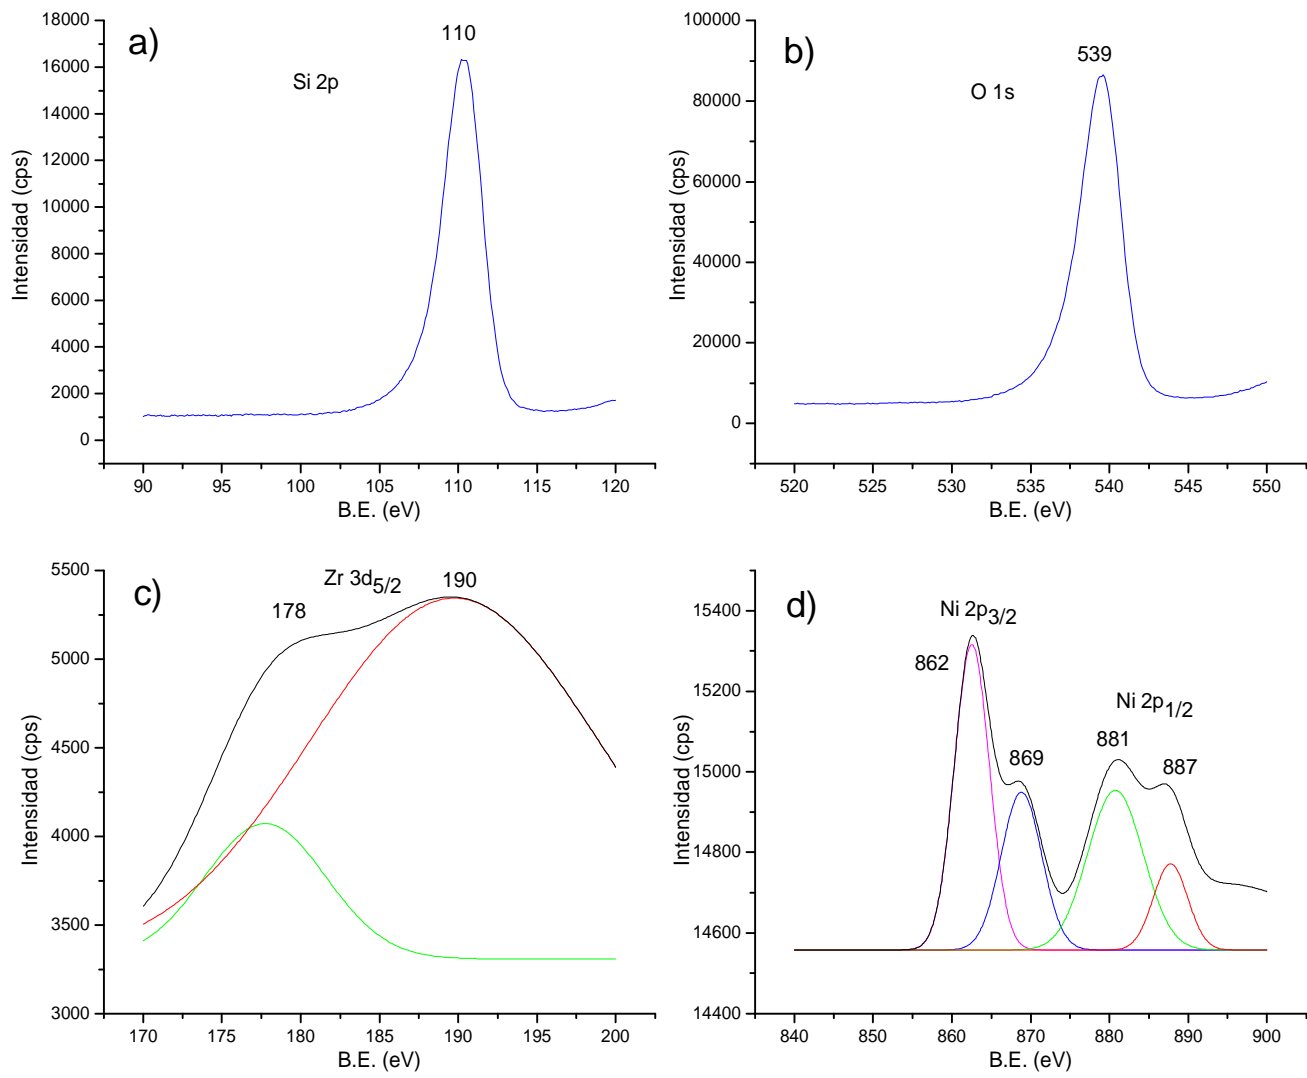 a)
110
Si 2p
Intensidad (cps)
18000
16000
14000
12000
10000
8000
6000
4000
2000
0
90 95 100 105 110 115 120
B.E. (eV)
b)
539
O 1s
Intensidad (cps)
100000
80000
60000
40000
20000
0
520 525 530 535 540 545 550
B.E. (eV)
c)
178
Zr 3d5/2
190
Intensidad (cps)
5500
5000
4500
4000
3500
3000
170 175 180 185 190 195 200
B.E. (eV)
d)
Ni 2p3/2
862
869
Ni 2p1/2
881
887
Intensidad (cps)
15400
15200
15000
14800
14600
14400
840 850 860 870 880 890 900
B.E. (eV)